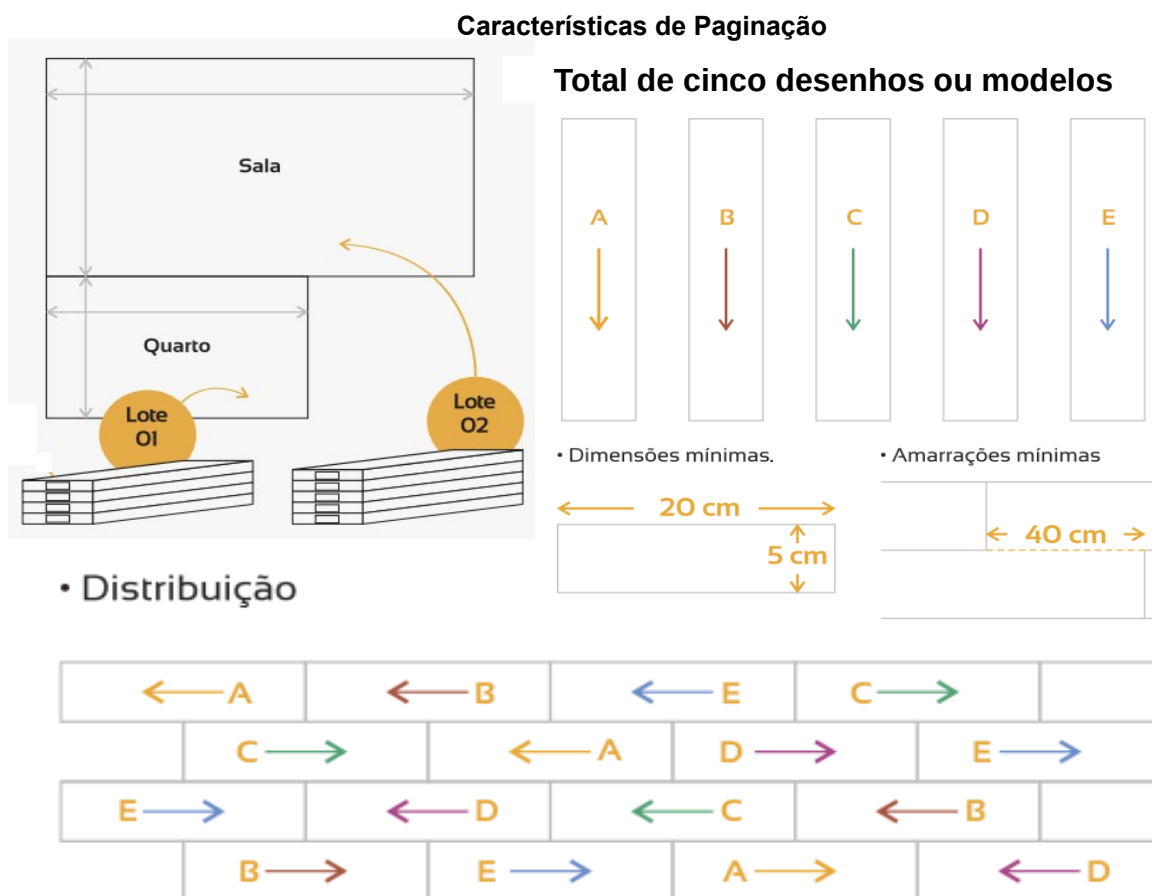 Características de Paginação
Total de cinco desenhos ou modelos
Sala
Quarto
Lote
01
Lote
02
A
B
C
D
E
• Dimensões mínimas.
20 cm
5 cm
• Amarrações mínimas
40 cm
• Distribuição
A B E C
C A D E
E D C B
B E A D